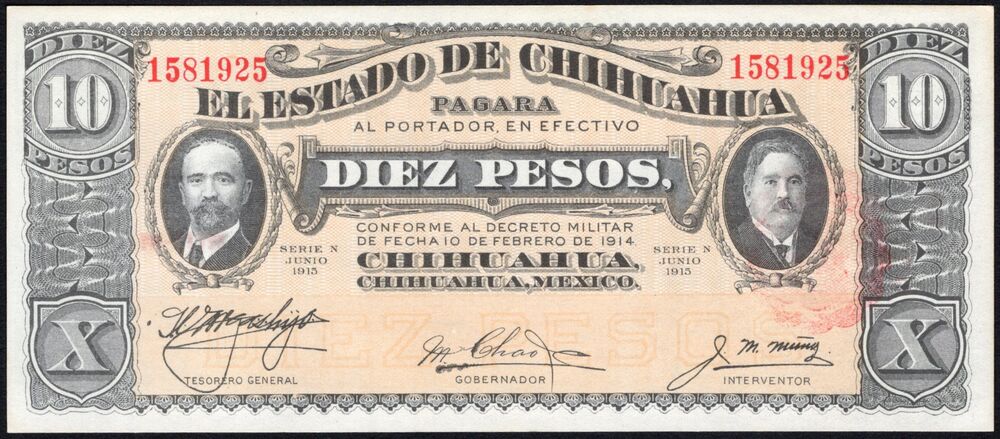 DIEZ
10
PESOS
1581925
1581925
DIEZ
10
PESOS
EL ESTADO DE CHIHUAHUA
PAGARA
AL PORTADOR, EN EFECTIVO
DIEZ PESOS,
CONFORME AL DECRETO MILITAR
DE FECHA 10 DE FEBRERO DE 1914
CHIHUAHUA,
CHIHUAHUA, MEXICO.
SERIE N
JUNIO
1915
SERIE N
JUNIO
1915
DIEZ PESOS
X
TESORERO GENERAL
M Chao
GOBERNADOR
J. M. Muñoz
INTERVENTOR
X